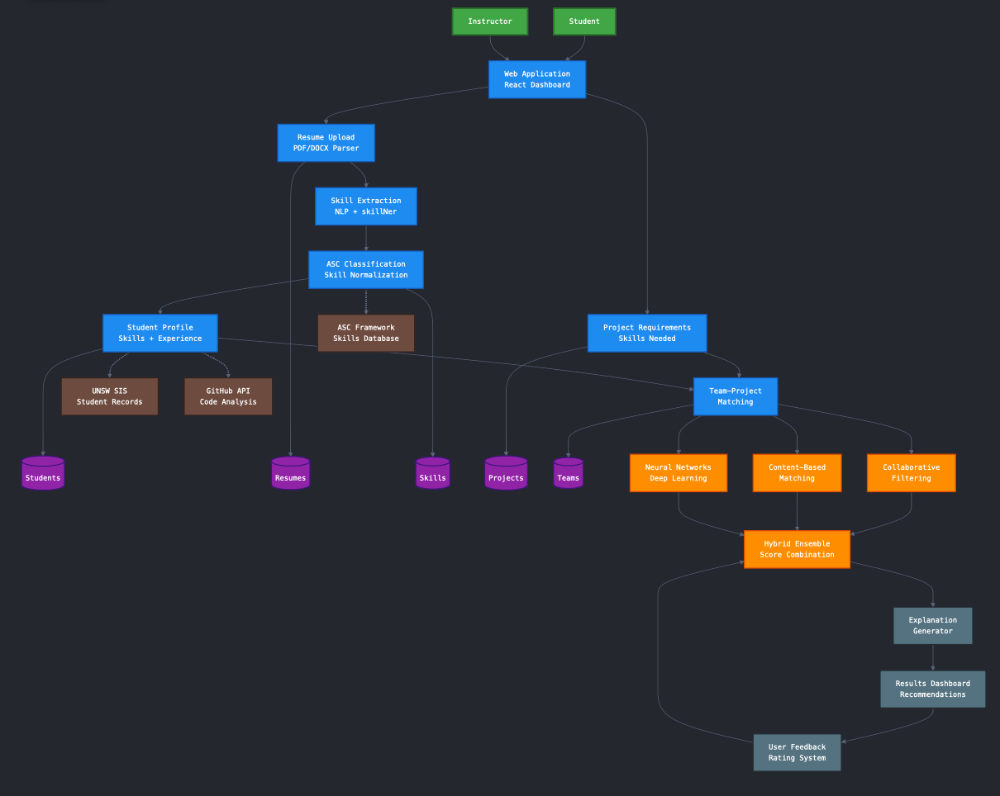 Instructor
Student
Web Application
React Dashboard
Resume Upload
PDF/DOCX Parser
Skill Extraction
NLP + skillNer
ASC Classification
Skill Normalization
Student Profile
Skills + Experience
ASC Framework
Skills Database
Project Requirements
Skills Needed
UNSW SIS
Student Records
GitHub API
Code Analysis
Team-Project
Matching
Students
Resumes
Skills
Projects
Teams
Neural Networks
Deep Learning
Content-Based
Matching
Collaborative
Filtering
Hybrid Ensemble
Score Combination
Explanation
Generator
Results Dashboard
Recommendations
User Feedback
Rating System